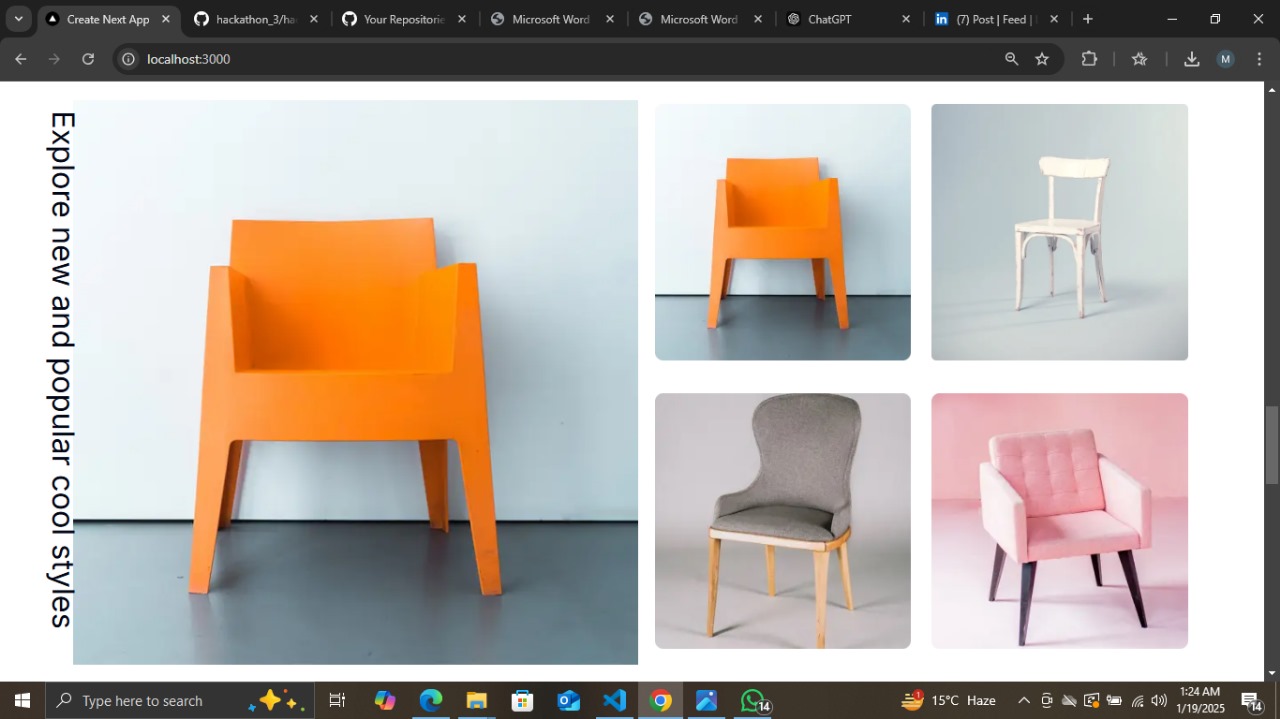 Create Next App
hackathon_3/ha
Your Repositorie
Microsoft Word
Microsoft Word
ChatGPT
(7) Post | Feed |
localhost:3000
M
Explore new and popular cool styles
Type here to search
14
1
15°C Haze
1:24 AM
1/19/2025
14